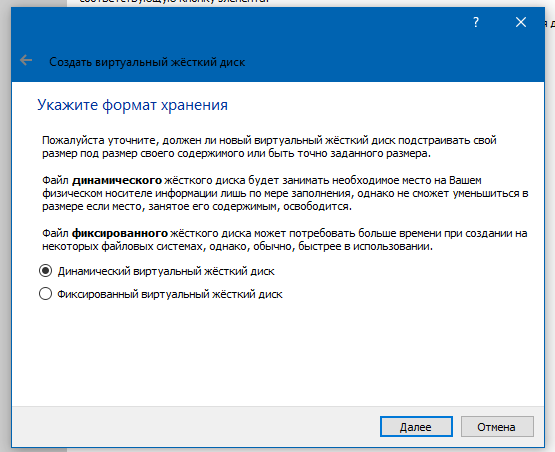 соответствующую кнопку элемента.
?
Создать виртуальный жёсткий диск
Укажите формат хранения
Пожалуйста уточните, должен ли новый виртуальный жёсткий диск подстраивать свой
размер под размер своего содержимого или быть точно заданного размера.
Файл динамического жёсткого диска будет занимать необходимое место на Вашем
физическом носителе информации лишь по мере заполнения, однако не сможет уменьшиться в
размере если место, занятое его содержимым, освободится.
Файл фиксированного жёсткого диска может потребовать больше времени при создании на
некоторых файловых системах, однако, обычно, быстрее в использовании.
Динамический виртуальный жёсткий диск
Фиксированный виртуальный жёсткий диск
Далее
Отмена